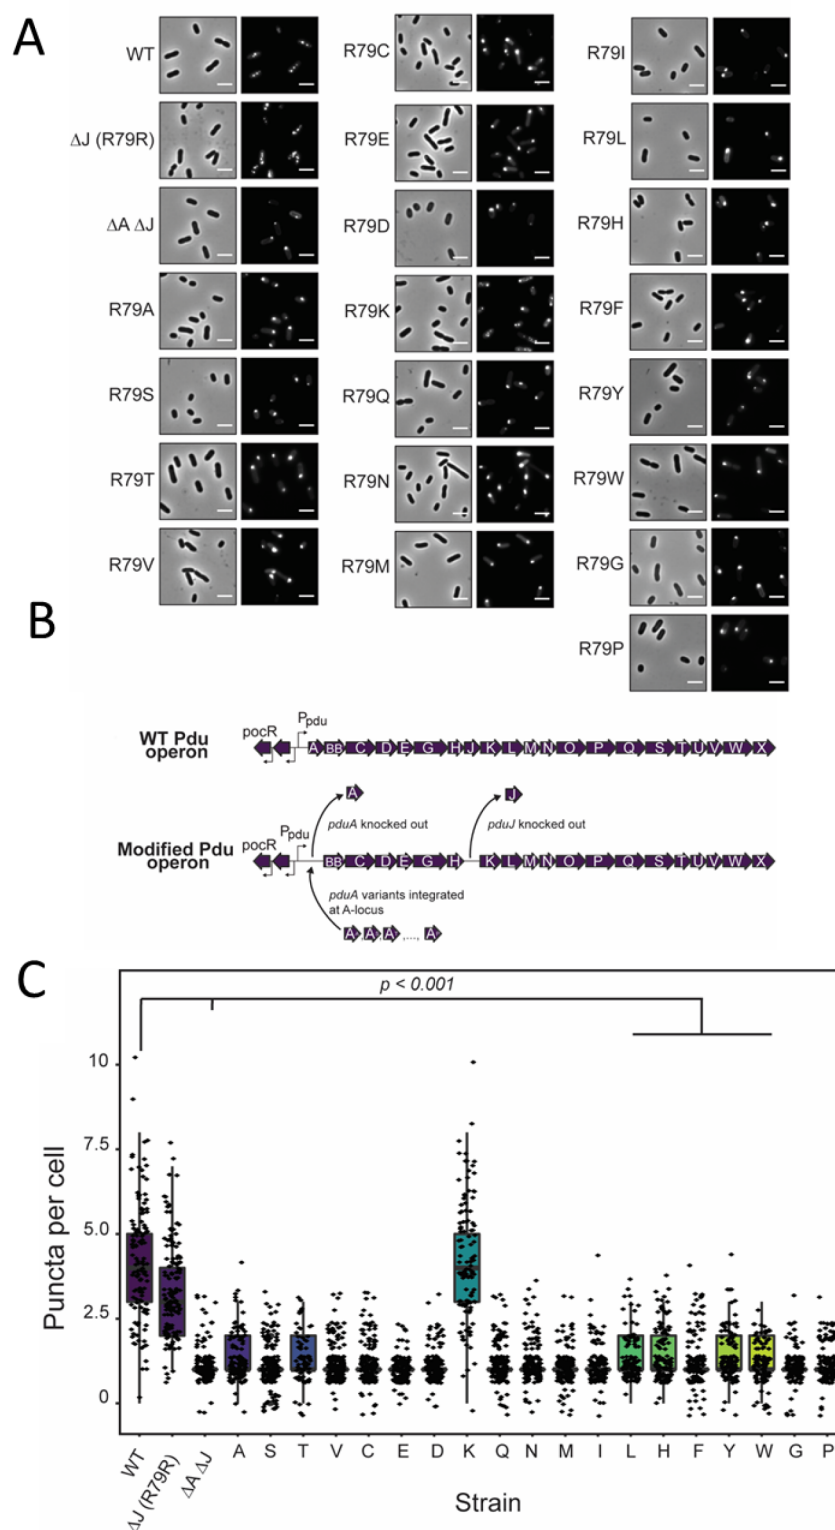 A
WT
ΔJ (R79R)
ΔA ΔJ
R79A
R79S
R79T
R79V
R79C
R79E
R79D
R79K
R79Q
R79N
R79M
R79I
R79L
R79H
R79F
R79Y
R79W
R79G
R79P
B
WT Pdu operon
pocR
Ppdu
A BB C D E G H J K L M N O P Q S T U V W X
A
J
pduA knocked out
pduJ knocked out
Modified Pdu operon
pocR
Ppdu
BB C D E G H K L M N O P Q S T U V W X
pduA variants integrated
at A-locus
A* , A* , A* ,..., A*
C
p < 0.001
Puncta per cell
10
7.5
5.0
2.5
0
WT ΔJ (R79R) ΔA ΔJ A S T V C E D K Q N M I L H F Y W G P
Strain